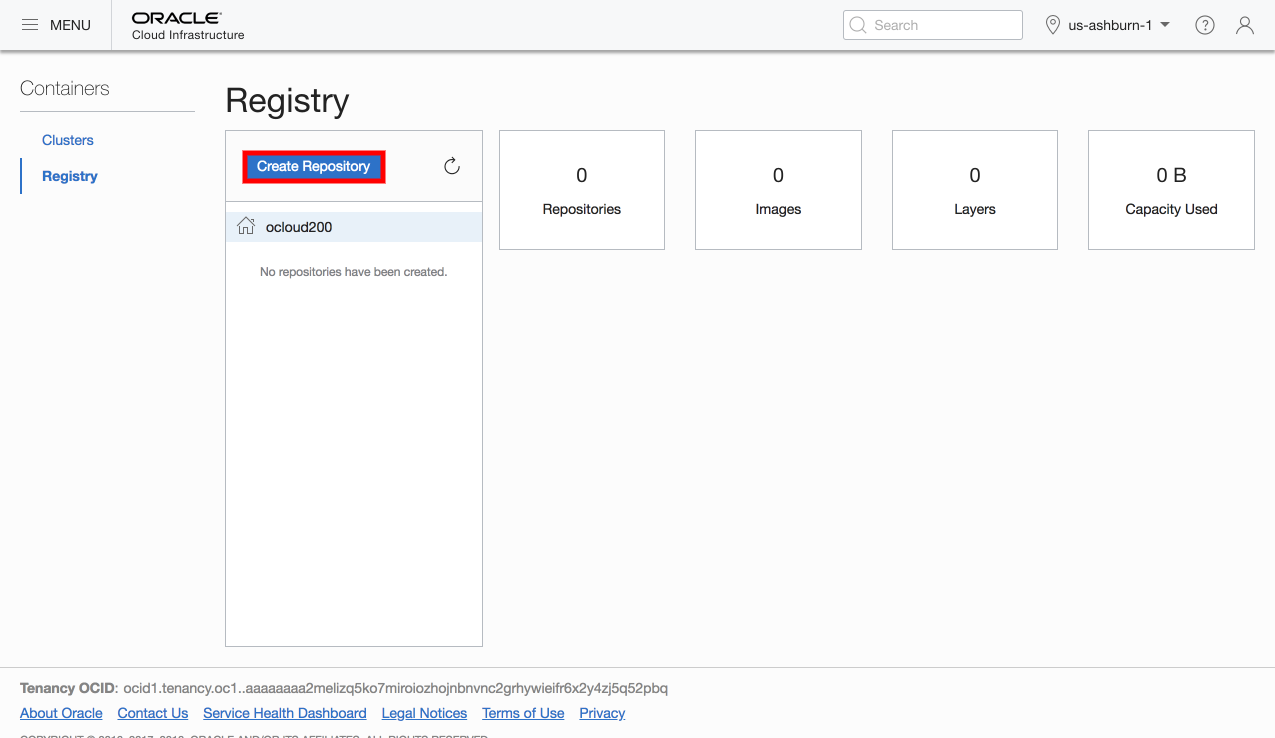 MENU
ORACLE
Cloud Infrastructure
Search
us-ashburn-1
?
Containers
Clusters
Registry
Registry
Create Repository
ocloud200
No repositories have been created.
0
Repositories
0
Images
0
Layers
0 B
Capacity Used
Tenancy OCID: ocid1.tenancy.oc1..aaaaaaaa2melizq5ko7miroiozhojnbnvnc2grhywieifr6x2y4zj5q52pbq
About Oracle Contact Us Service Health Dashboard Legal Notices Terms of Use Privacy